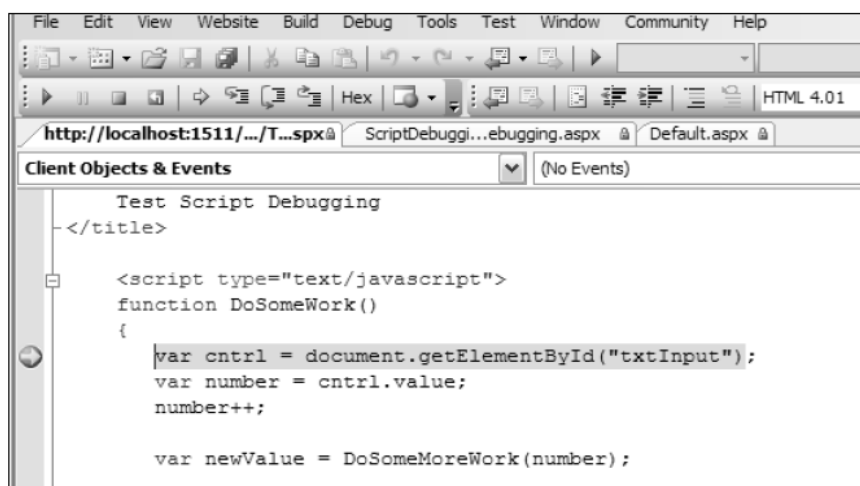 File Edit View Website Build Debug Tools Test Window Community Help
Hex HTML 4.01
http://localhost:1511/.../T...spx ScriptDebuggi...ebugging.aspx Default.aspx
Client Objects & Events (No Events)
Test Script Debugging
</title>
<script type="text/javascript">
function DoSomeWork()
{
var cntrl = document.getElementById("txtInput");
var number = cntrl.value;
number++;
var newValue = DoSomeMoreWork(number);